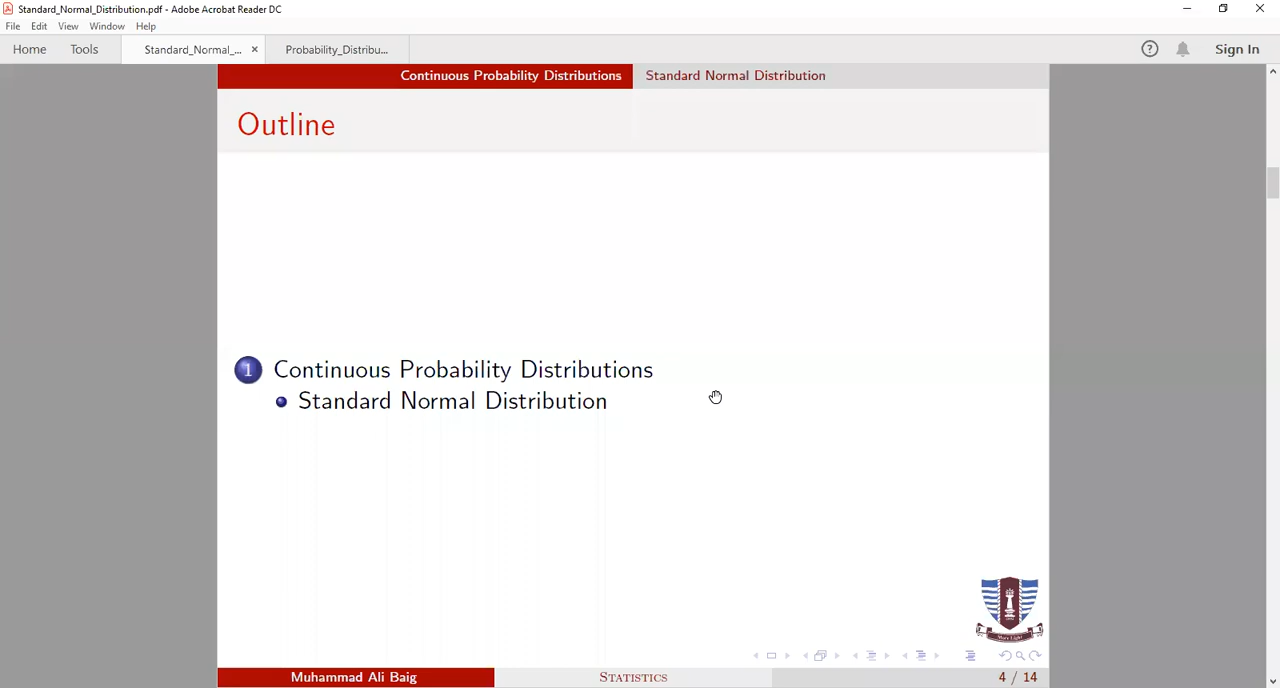 Standard_Normal_Distribution.pdf - Adobe Acrobat Reader DC
File Edit View Window Help
Home Tools Standard_Normal_... × Probability_Distribu... ? Sign In
Continuous Probability Distributions Standard Normal Distribution
Outline
1 Continuous Probability Distributions
Standard Normal Distribution
Muhammad Ali Baig STATISTICS 4 / 14